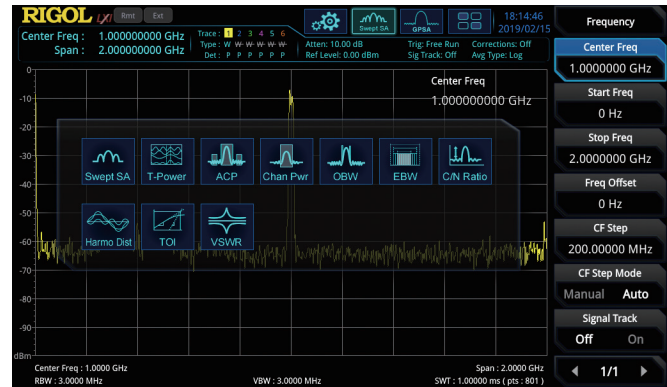 RIGOL LXI Rmt Ext
Swept SA GPSA
18:14:46
2019/02/15
Center Freq : 1.000000000 GHz
Span : 2.000000000 GHz
Trace : 1 2 3 4 5 6
Type : W W W W W W
Det : P P P P P P
Atten: 10.00 dB
Ref Level: 0.00 dBm
Trig: Free Run
Sig Track: Off
Corrections: Off
Avg Type: Log
0
-10
-20
-30
-40
-50
-60
-70
-80
-90
dBm
Center Freq
1.000000000 GHz
Swept SA T-Power ACP Chan Pwr OBW EBW C/N Ratio
Harmo Dist TOI VSWR
Center Freq : 1.0000 GHz
Span : 2.0000 GHz
RBW : 3.0000 MHz
VBW : 3.0000 MHz
SWT : 1.00000 ms ( pts : 801 )
Frequency
Center Freq
1.0000000 GHz
Start Freq
0 Hz
Stop Freq
2.0000000 GHz
Freq Offset
0 Hz
CF Step
200.00000 MHz
CF Step Mode
Manual Auto
Signal Track
Off On
1/1